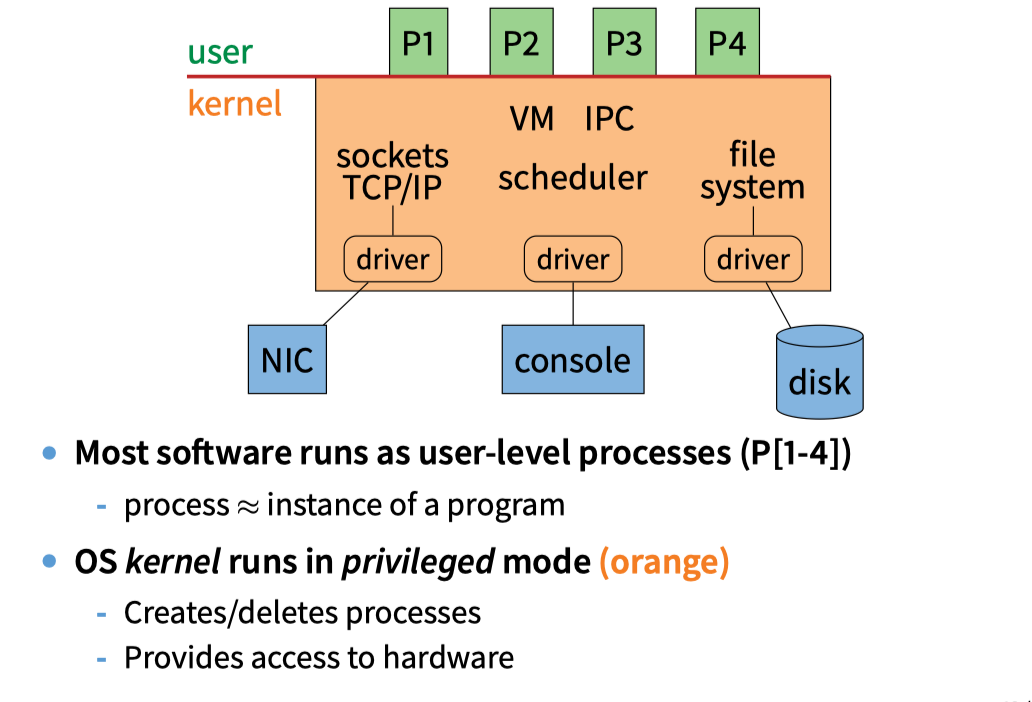 P1 P2 P3 P4
user
kernel
VM IPC
sockets
TCP/IP
scheduler
file
system
driver driver driver
NIC console disk
• Most software runs as user-level processes (P[1-4])
- process ≈ instance of a program
• OS kernel runs in privileged mode (orange)
- Creates/deletes processes
- Provides access to hardware